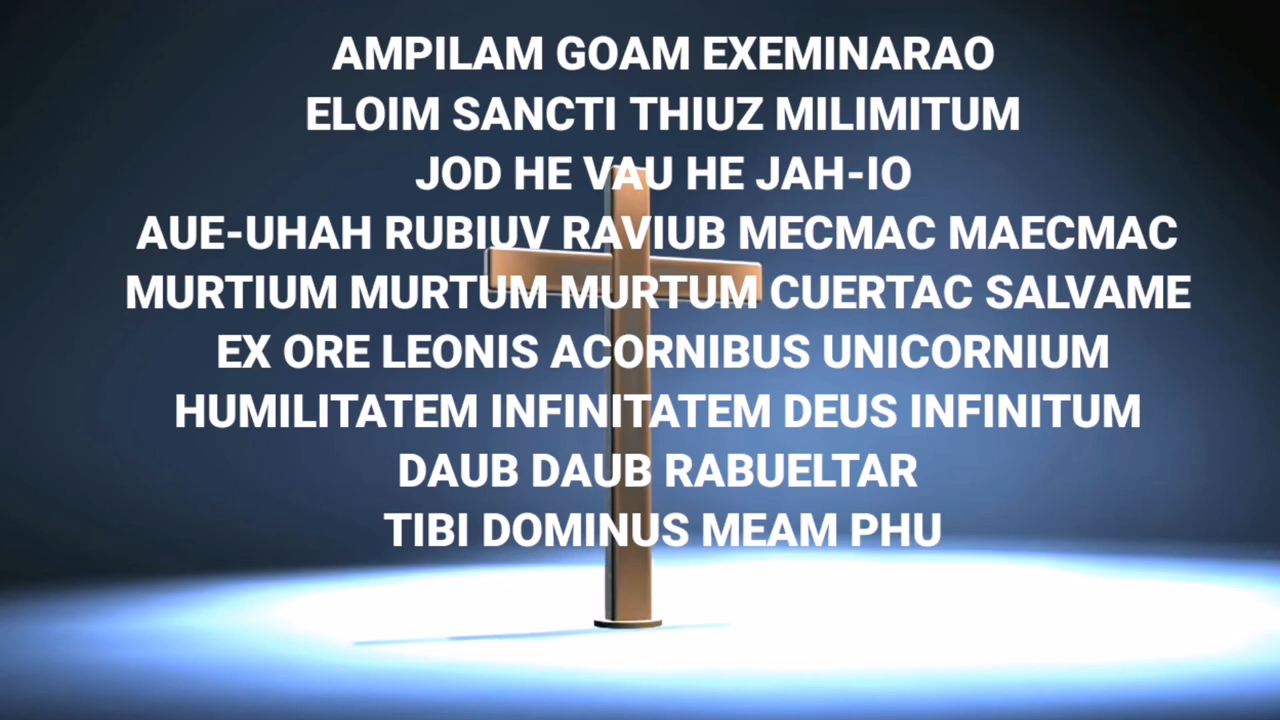 AMPILAM GOAM EXEMINARAO
ELOIM SANCTI THIUZ MILIMITUM
JOD HE VAU HE JAH-IO
AUE-UHAH RUBIUV RAVIUB MECMAC MAECMAC
MURTIUM MURTUM MURTUM CUERTAC SALVAME
EX ORE LEONIS ACORNIBUS UNICORNIUM
HUMILITATEM INFINITATEM DEUS INFINITUM
DAUB DAUB RABUELTAR
TIBI DOMINUS MEAM PHU